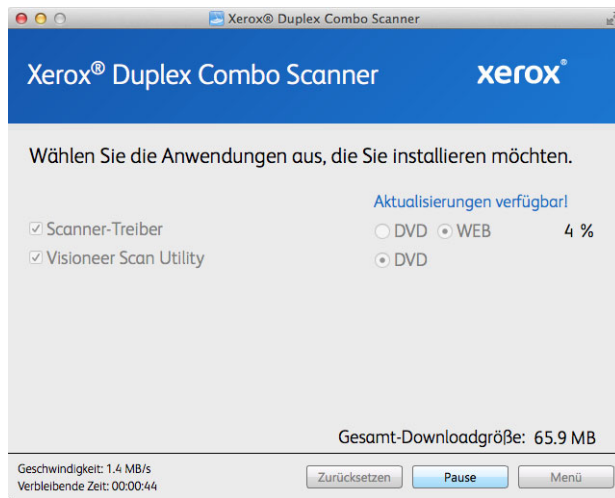 Xerox® Duplex Combo Scanner
Xerox® Duplex Combo Scanner
xerox®
Wählen Sie die Anwendungen aus, die Sie installieren möchten.
Aktualisierungen verfügbar!
Scanner-Treiber DVD WEB 4 %
Visioneer Scan Utility DVD
Gesamt-Downloadgröße: 65.9 MB
Geschwindigkeit: 1.4 MB/s
Verbleibende Zeit: 00:00:44
Zurücksetzen Pause Menü